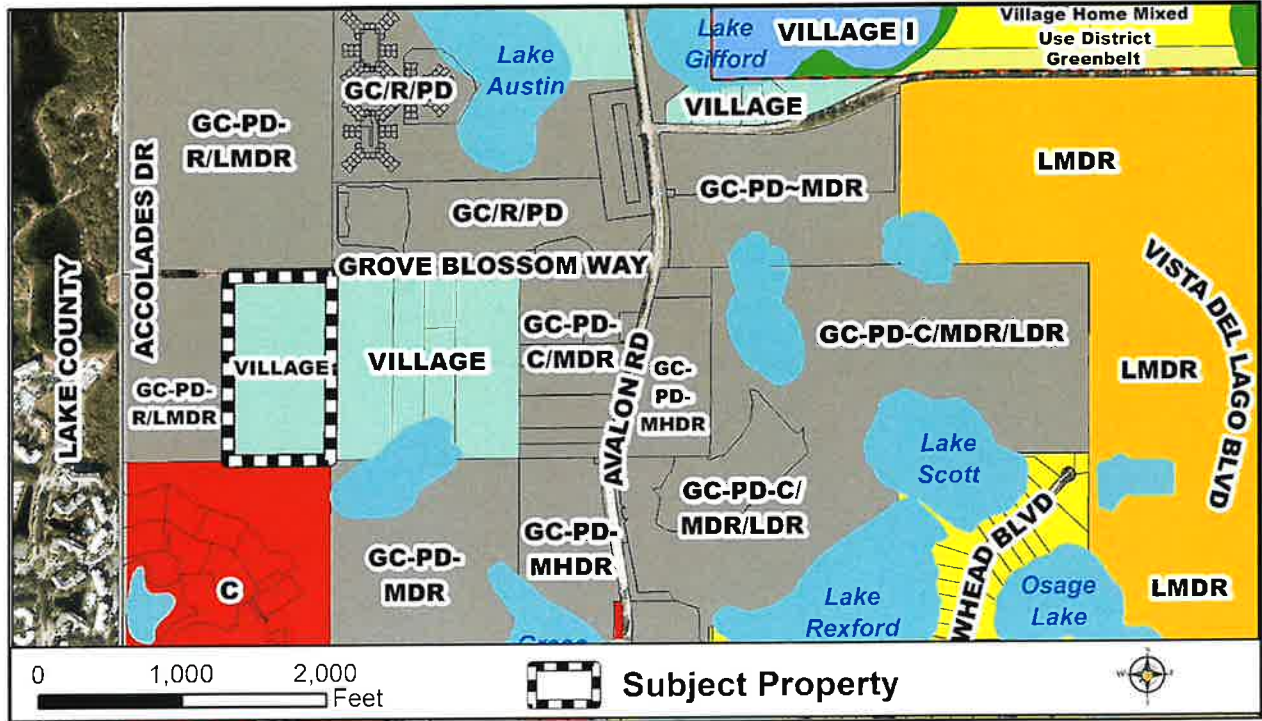 Lake
Austin
Lake
Gifford
VILLAGE I
Village Home Mixed
Use District
Greenbelt
GC/R/PD
VILLAGE
GC-PD-
R/LMDR
ACCOLADES DR
LMDR
GC-PD~MDR
GC/R/PD
GROVE BLOSSOM WAY
VISTA DEL LAGO BLVD
LAKE COUNTY
GC-PD-
C/MDR
AVALON RD
GC-PD-C/MDR/LDR
VILLAGE
VILLAGE
GC-
PD-
MHDR
LMDR
GC-PD-
R/LMDR
Lake
Scott
GC-PD-C/
MDR/LDR
WHEAD BLVD
GC-PD-
MHDR
GC-PD-
MDR
C
Lake
Rexford
Osage
Lake
LMDR
0
1,000
2,000
Feet
Subject Property
W
E